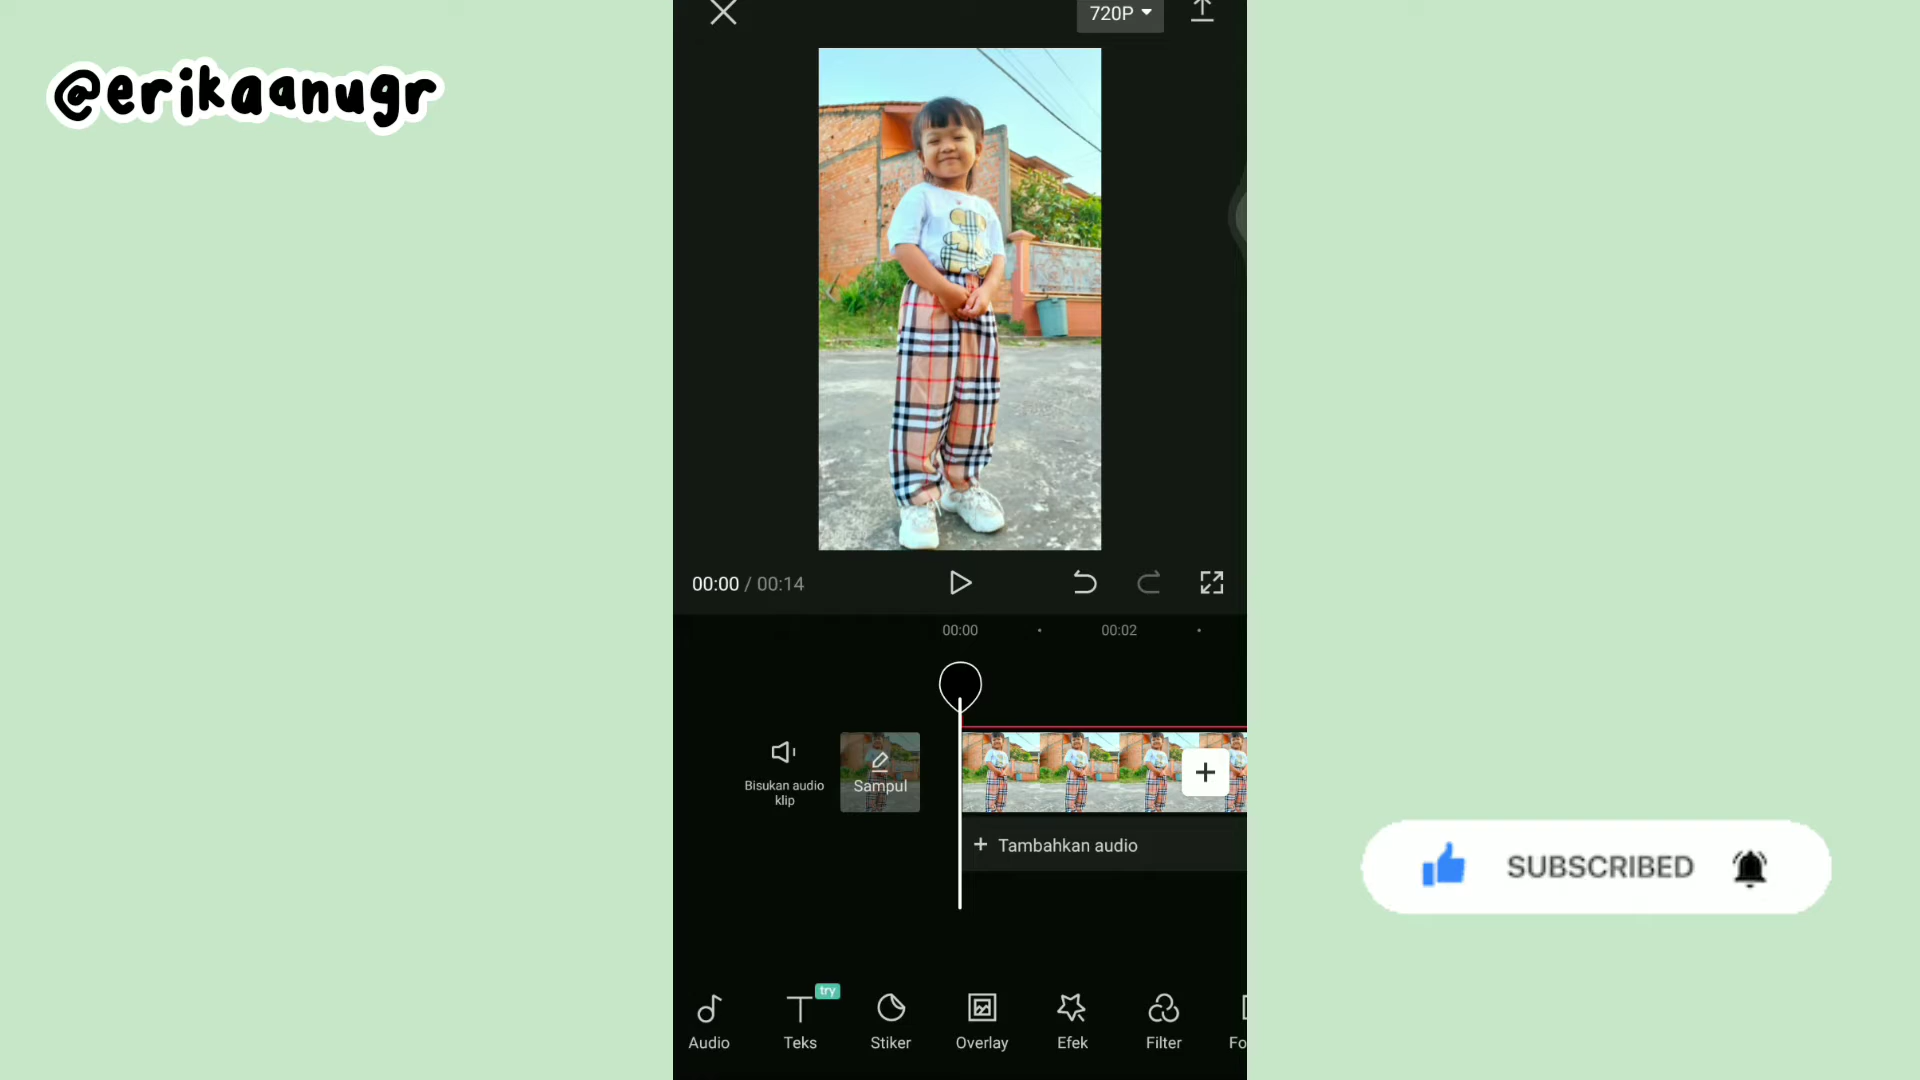 @erikaanugr
720P
00:00 / 00:14
00:00
00:02
Bisukan audio
klip
Sampul
+ Tambahkan audio
SUBSCRIBED
try
Audio
Teks
Stiker
Overlay
Efek
Filter
Fo